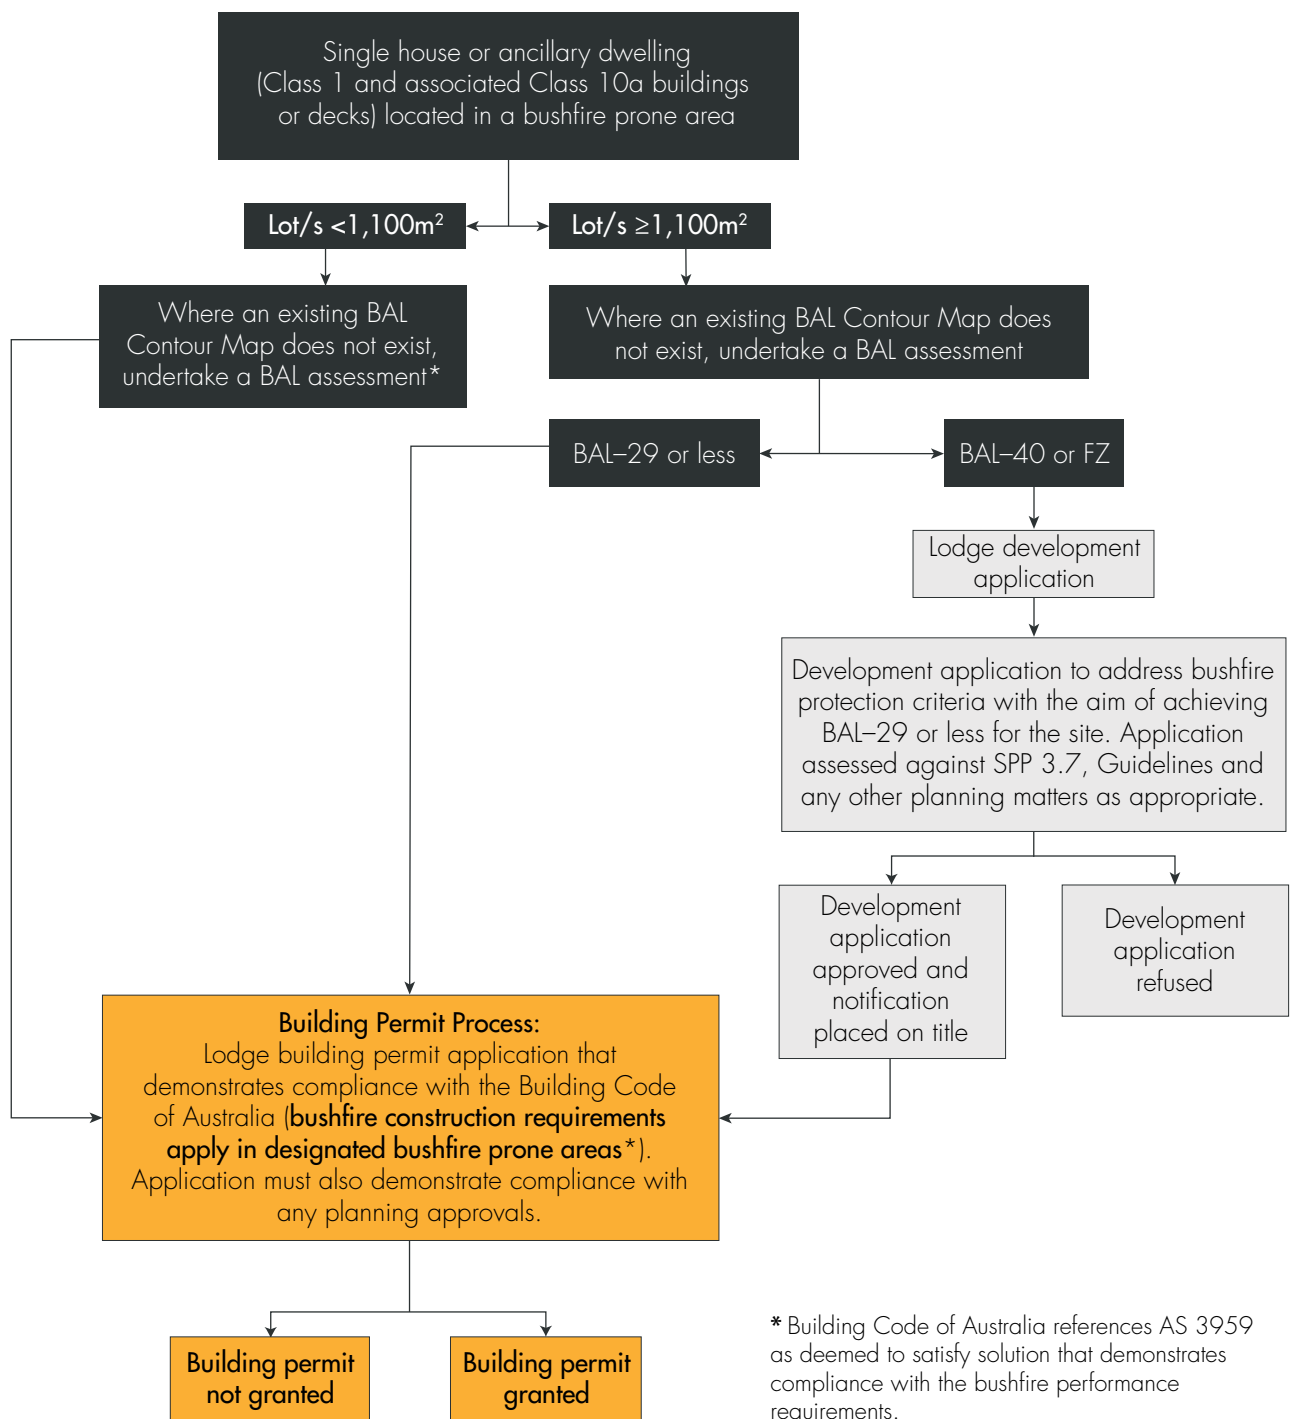 Single house or ancillary dwelling
(Class 1 and associated Class 10a buildings
or decks) located in a bushfire prone area
Lot/s <1,100m²
Lot/s ≥1,100m²
Where an existing BAL
Contour Map does not exist,
undertake a BAL assessment*
Where an existing BAL Contour Map does
not exist, undertake a BAL assessment
BAL–29 or less
BAL–40 or FZ
Lodge development
application
Development application to address bushfire
protection criteria with the aim of achieving
BAL–29 or less for the site. Application
assessed against SPP 3.7, Guidelines and
any other planning matters as appropriate.
Development
application
approved and
notification
placed on title
Development
application
refused
Building Permit Process:
Lodge building permit application that
demonstrates compliance with the Building Code
of Australia (bushfire construction requirements
apply in designated bushfire prone areas*).
Application must also demonstrate compliance with
any planning approvals.
Building permit
not granted
Building permit
granted
* Building Code of Australia references AS 3959
as deemed to satisfy solution that demonstrates
compliance with the bushfire performance
requirements.